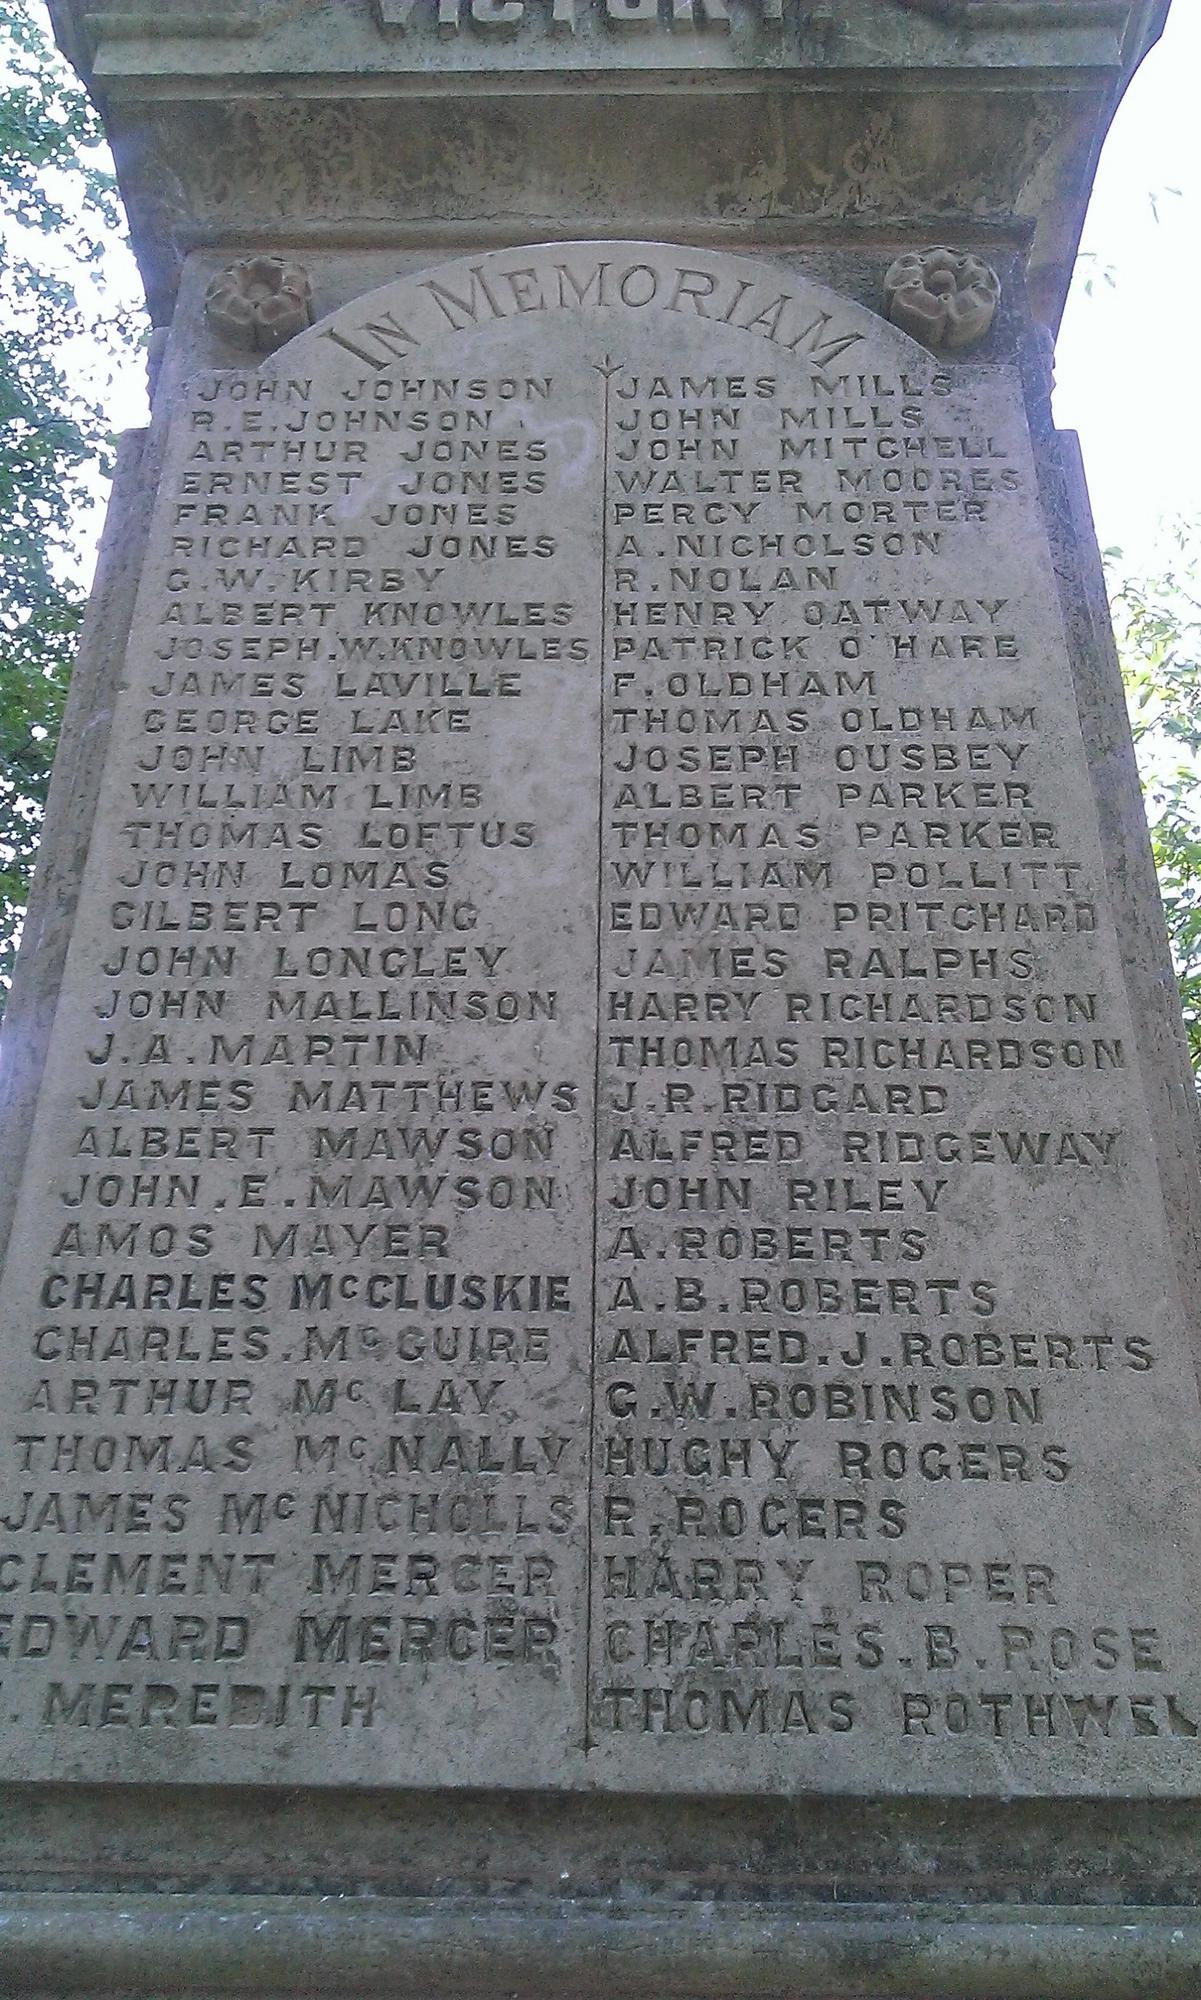 VICTORY.
IN MEMORIAM
JOHN JOHNSON
R.E. JOHNSON
ARTHUR JONES
ERNEST JONES
FRANK JONES
RICHARD JONES
G.W. KIRBY
ALBERT KNOWLES
JOSEPH.W.KNOWLES
JAMES LAVILLE
GEORGE LAKE
JOHN LIMB
WILLIAM LIMB
THOMAS LOFTUS
JOHN LOMAS
GILBERT LONG
JOHN LONGLEY
JOHN MALLINSON
J.A. MARTIN
JAMES MATTHEWS
ALBERT MAWSON
JOHN.E.MAWSON
AMOS MAYER
CHARLES McCLUSKIE
CHARLES.McGUIRE
ARTHUR Mc LAY
THOMAS McNALLY
JAMES McNICHOLLS
CLEMENT MERCER
EDWARD MERCER
. MEREDITH
JAMES MILLS
JOHN MILLS
JOHN MITCHELL
WALTER MOORES
PERCY MORTER
A.NICHOLSON
R.NOLAN
HENRY OATWAY
PATRICK O'HARE
F.OLDHAM
THOMAS OLDHAM
JOSEPH OUSBEY
ALBERT PARKER
THOMAS PARKER
WILLIAM POLLITT
EDWARD PRITCHARD
JAMES RALPHS
HARRY RICHARDSON
THOMAS RICHARDSON
J.R.RIDGARD
ALFRED RIDGEWAY
JOHN RILEY
A.ROBERTS
A.B.ROBERTS
ALFRED.J.ROBERTS
G.W.ROBINSON
HUGHY ROGERS
R.ROGERS
HARRY ROPER
CHARLES.B.ROSE
THOMAS ROTHWEL